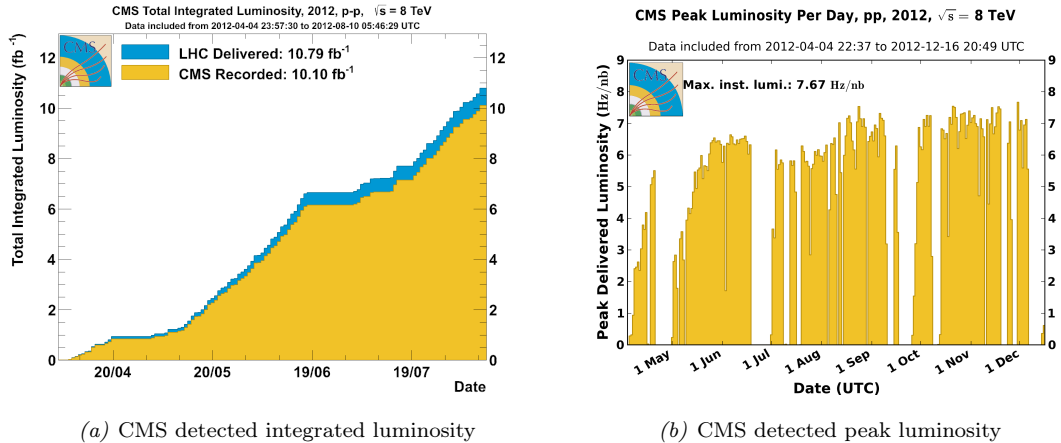 CMS Total Integrated Luminosity, 2012, p-p, √s = 8 TeV
Data included from 2012-04-04 23:57:30 to 2012-08-10 05:46:29 UTC
Total Integrated Luminosity (fb⁻¹)
CMS
LHC Delivered: 10.79 fb⁻¹
CMS Recorded: 10.10 fb⁻¹
12 12
10 10
8 8
6 6
4 4
2 2
0 0
20/04 20/05 19/06 19/07
Date
(a) CMS detected integrated luminosity
CMS Peak Luminosity Per Day, pp, 2012, √s = 8 TeV
Data included from 2012-04-04 22:37 to 2012-12-16 20:49 UTC
Peak Delivered Luminosity (Hz/nb)
CMS
Max. inst. lumi.: 7.67 Hz/nb
9 9
8 8
7 7
6 6
5 5
4 4
3 3
2 2
1 1
0 0
1 May 1 Jun 1 Jul 1 Aug 1 Sep 1 Oct 1 Nov 1 Dec
Date (UTC)
(b) CMS detected peak luminosity